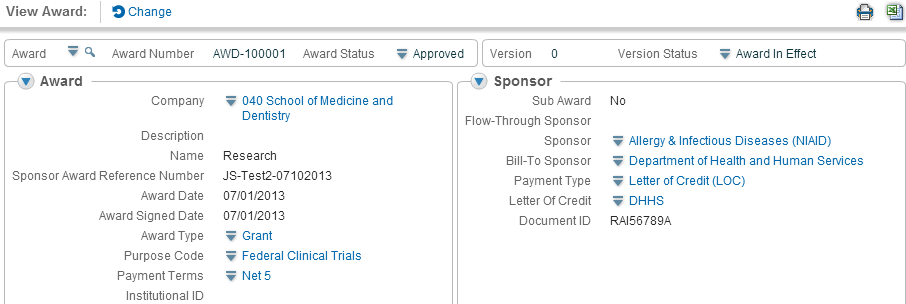 View Award: Change
Award Award Number AWD-100001 Award Status Approved Version 0 Version Status Award In Effect
Award
Company 040 School of Medicine and
Dentistry
Description
Name Research
Sponsor Award Reference Number JS-Test2-07102013
Award Date 07/01/2013
Award Signed Date 07/01/2013
Award Type Grant
Purpose Code Federal Clinical Trials
Payment Terms Net 5
Institutional ID
Sponsor
Sub Award No
Flow-Through Sponsor
Sponsor Allergy & Infectious Diseases (NIAID)
Bill-To Sponsor Department of Health and Human Services
Payment Type Letter of Credit (LOC)
Letter Of Credit DHHS
Document ID RAI56789A